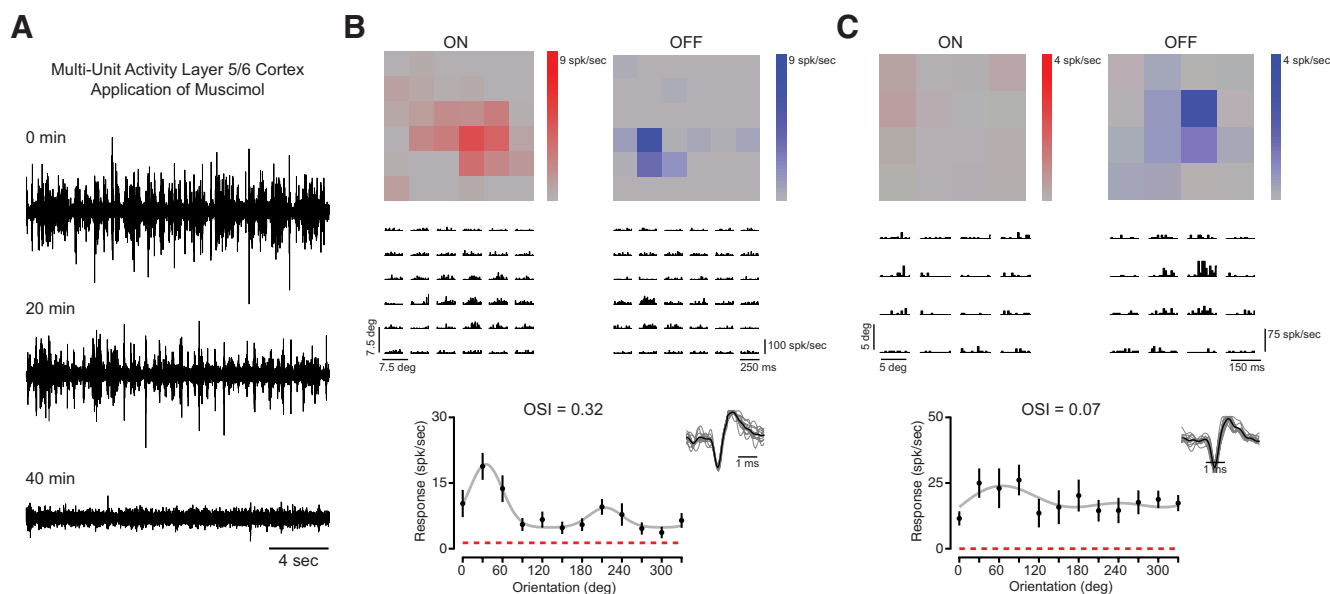 A
Multi-Unit Activity Layer 5/6 Cortex
Application of Muscimol
0 min
20 min
40 min
4 sec
B
ON
9 spk/sec
OFF
9 spk/sec
7.5 deg
7.5 deg
100 spk/sec
250 ms
OSI = 0.32
30
15
0
Response (spk/sec)
0 60 120 180 240 300
Orientation (deg)
1 ms
C
ON
4 spk/sec
OFF
4 spk/sec
5 deg
5 deg
75 spk/sec
150 ms
OSI = 0.07
50
25
0
Response (spk/sec)
0 60 120 180 240 300
Orientation (deg)
1 ms